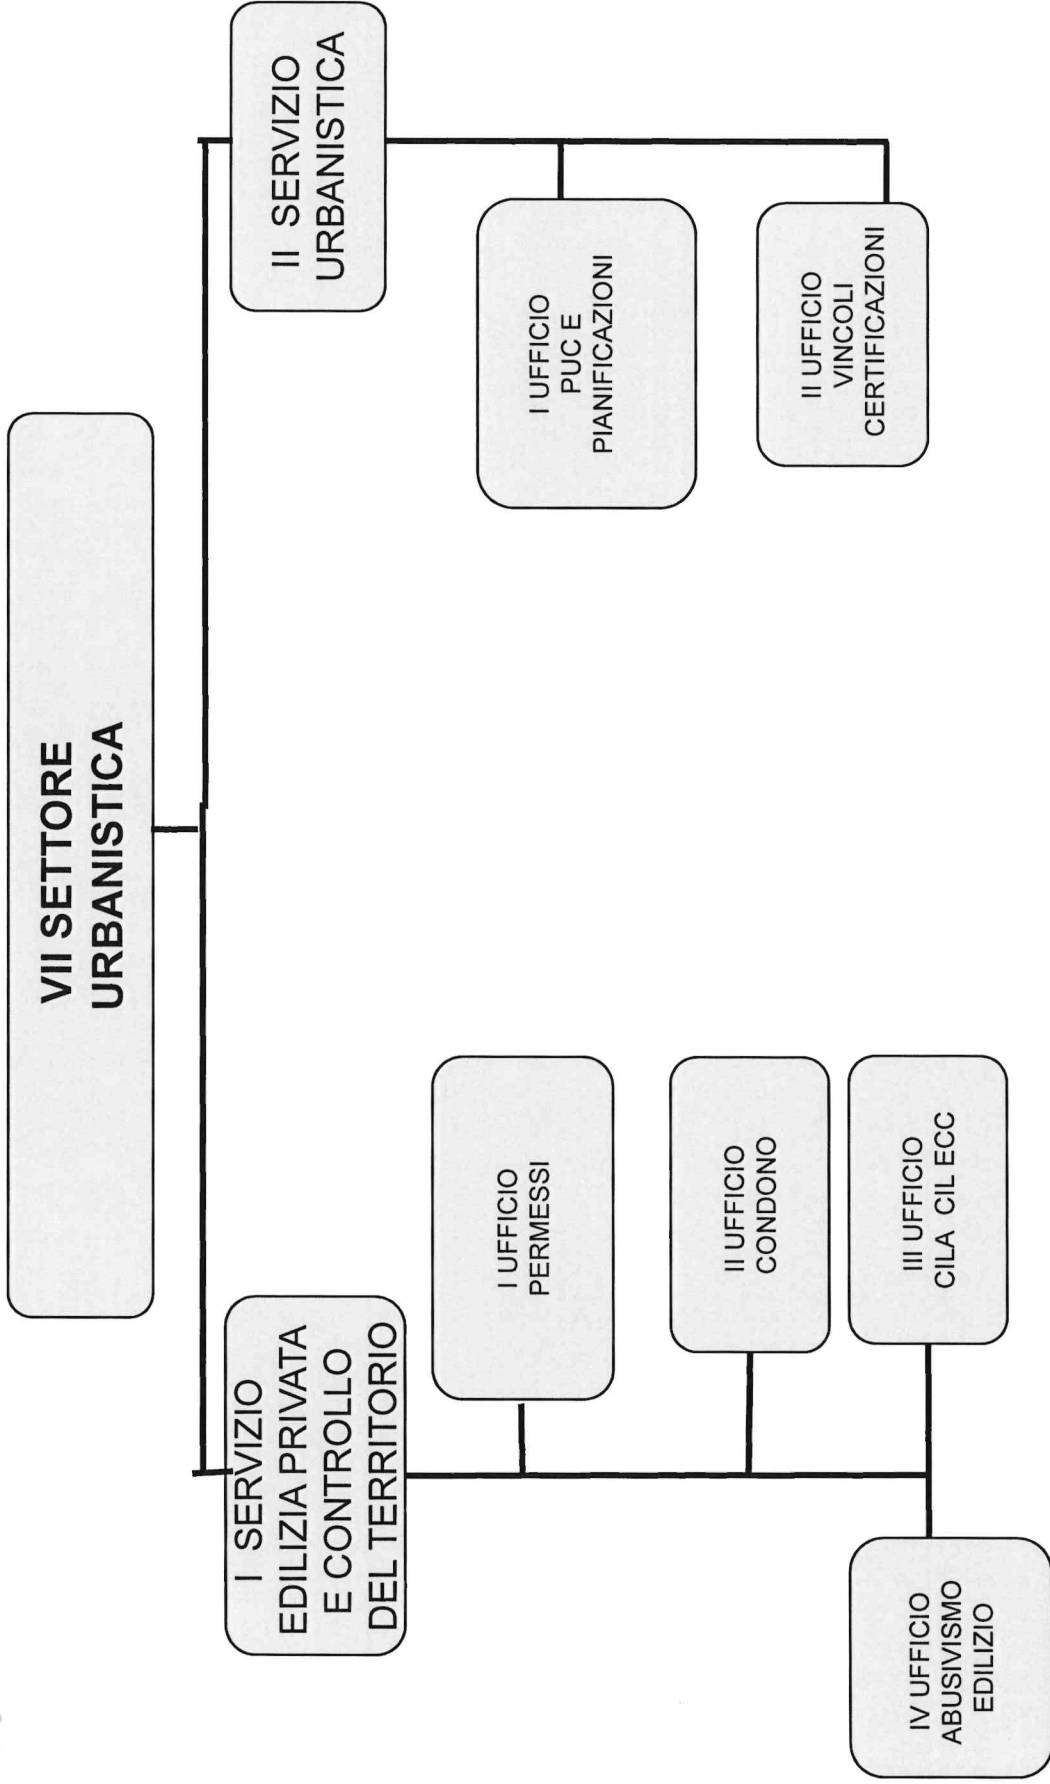 VII SETTORE
URBANISTICA
I SERVIZIO
EDILIZIA PRIVATA
E CONTROLLO
DEL TERRITORIO
I UFFICIO
PERMESSI
II UFFICIO
CONDONO
III UFFICIO
CILA CIL ECC
IV UFFICIO
ABUSIVISMO
EDILIZIO
II SERVIZIO
URBANISTICA
I UFFICIO
PUC E
PIANIFICAZIONI
II UFFICIO
VINCOLI
CERTIFICAZIONI